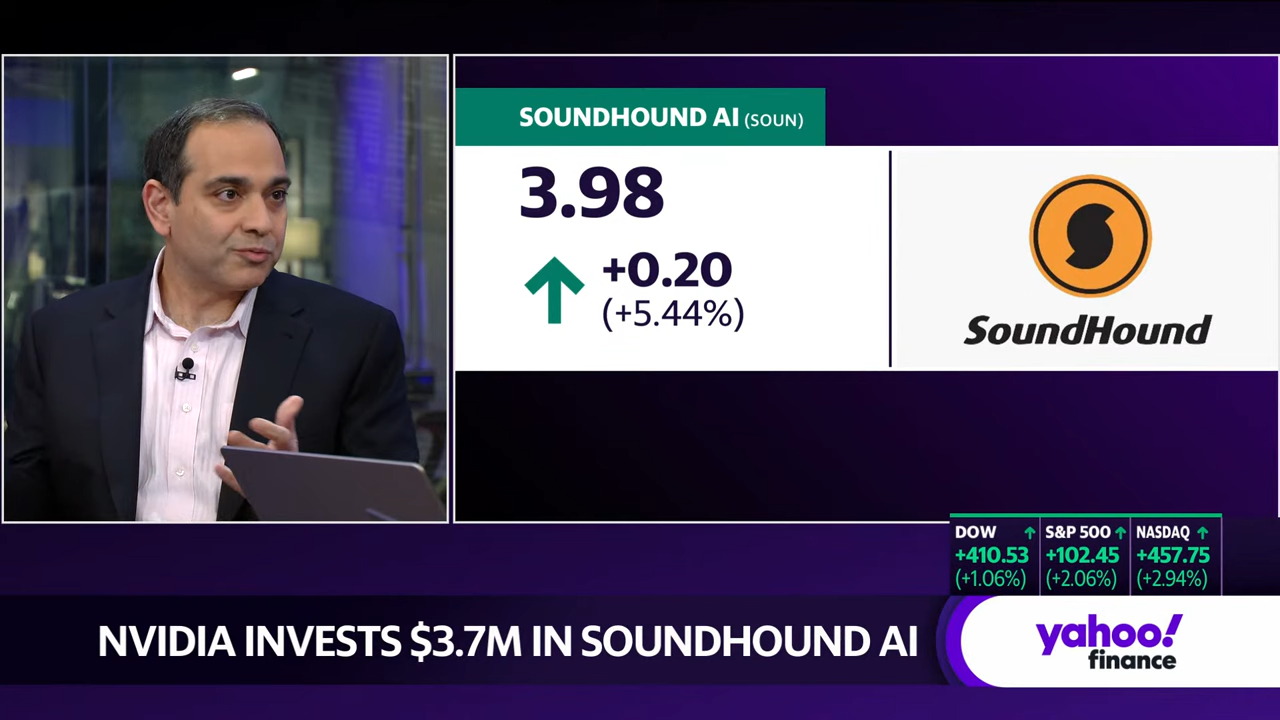 SOUNDHOUND AI (SOUN)
3.98
+0.20
(+5.44%)
SoundHound
DOW
+410.53
(+1.06%)
S&P 500
+102.45
(+2.06%)
NASDAQ
+457.75
(+2.94%)
NVIDIA INVESTS $3.7M IN SOUNDHOUND AI
yahoo!
finance